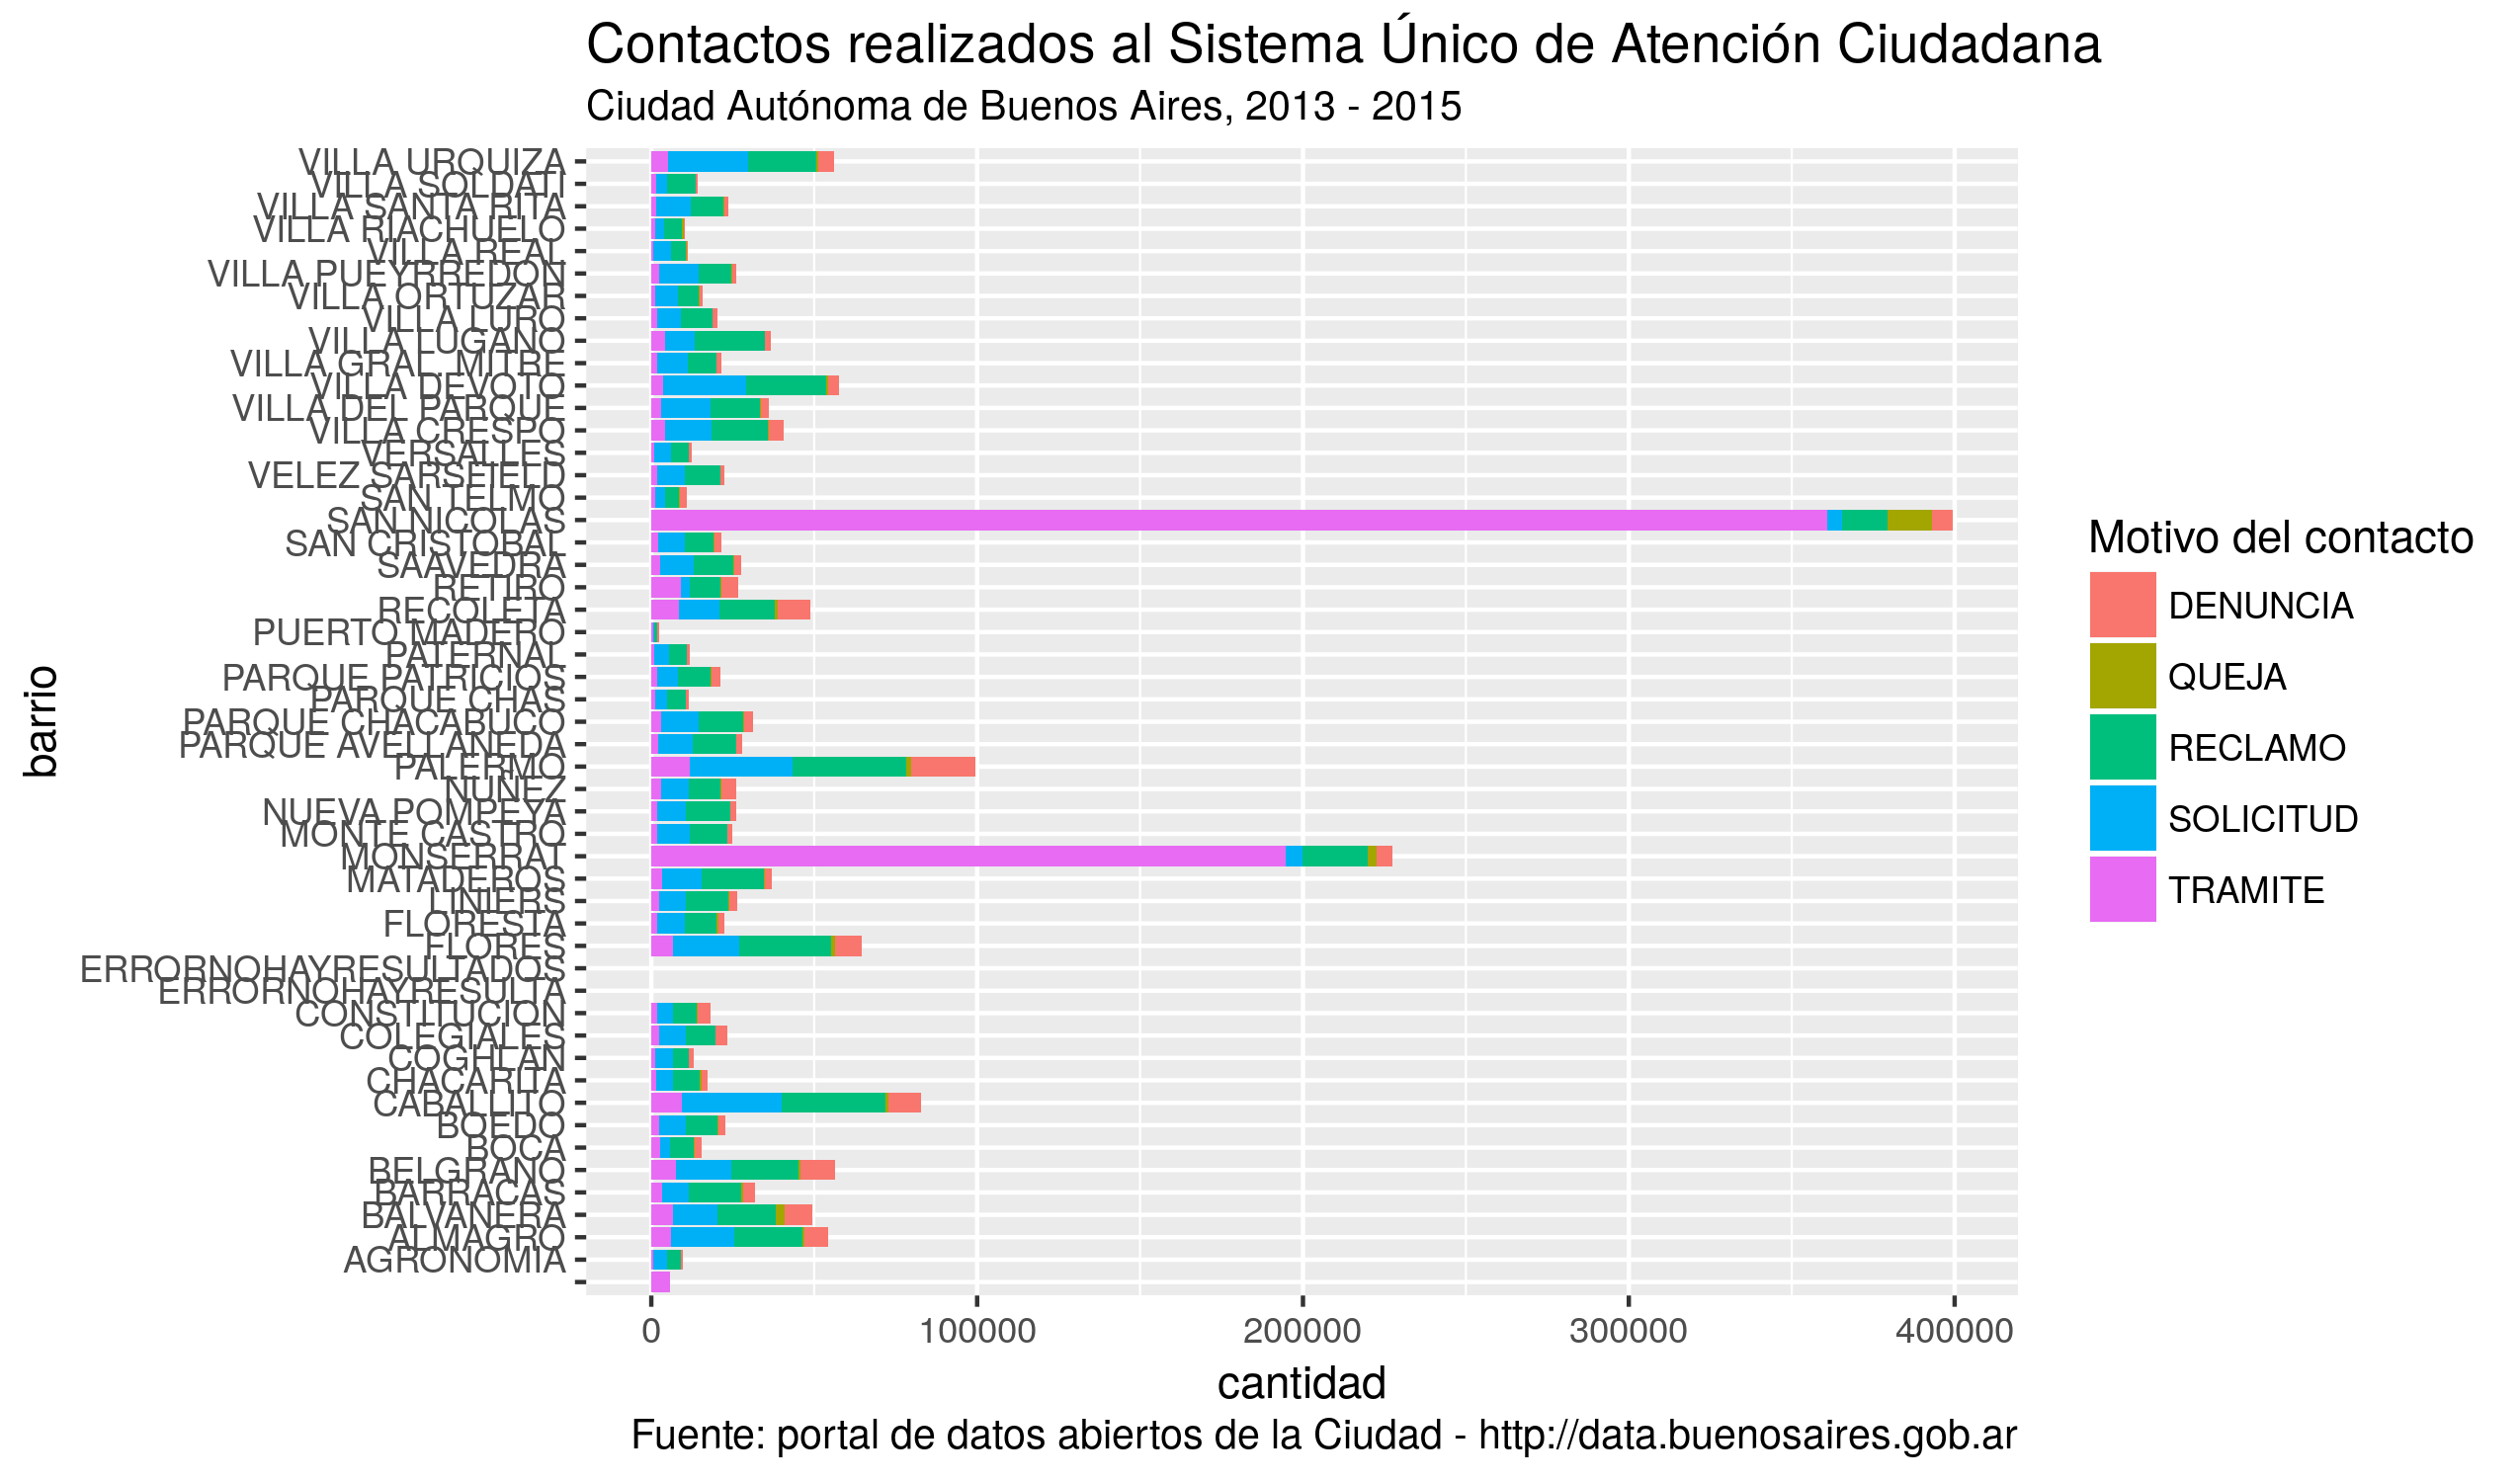 Contactos realizados al Sistema Único de Atención Ciudadana
Ciudad Autónoma de Buenos Aires, 2013 - 2015
VILLA URQUIZA
VILLA SOLDATI
VILLA SANTA RITA
VILLA RIACHUELO
VILLA REAL
VILLA PUEYRREDON
VILLA ORTUZAR
VILLA LURO
VILLA LUGANO
VILLA GRAL. MITRE
VILLA DEVOTO
VILLA DEL PARQUE
VILLA CRESPO
VERSALLES
VELEZ SARSFIELD
SAN TELMO
SAN NICOLAS
SAN CRISTOBAL
SAAVEDRA
RETIRO
RECOLETA
PUERTO MADERO
PATERNAL
PARQUE PATRICIOS
PARQUE CHAS
PARQUE CHACABUCO
PARQUE AVELLANEDA
PALERMO
NUÑEZ
NUEVA POMPEYA
MONTE CASTRO
MONSERRAT
MATADEROS
LINIERS
FLORESTA
FLORES
ERRORNOHAYRESULTADOS
ERRORNOHAYRESULTA
CONSTITUCION
COLEGIALES
COGHLAN
CHACARITA
CABALLITO
BOEDO
BOCA
BELGRANO
BARRACAS
BALVANERA
ALMAGRO
AGRONOMIA
barrio
0
100000
200000
300000
400000
cantidad
Fuente: portal de datos abiertos de la Ciudad - http://data.buenosaires.gob.ar
Motivo del contacto
DENUNCIA
QUEJA
RECLAMO
SOLICITUD
TRAMITE